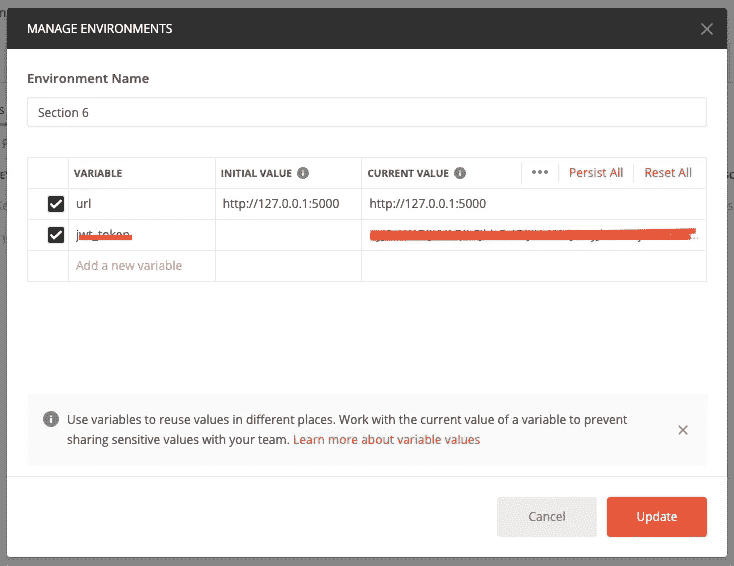 MANAGE ENVIRONMENTS
Environment Name
Section 6
VARIABLE INITIAL VALUE CURRENT VALUE Persist All Reset All
url http://127.0.0.1:5000 http://127.0.0.1:5000
jwt_token
Add a new variable
Use variables to reuse values in different places. Work with the current value of a variable to prevent
sharing sensitive values with your team. Learn more about variable values
Cancel Update